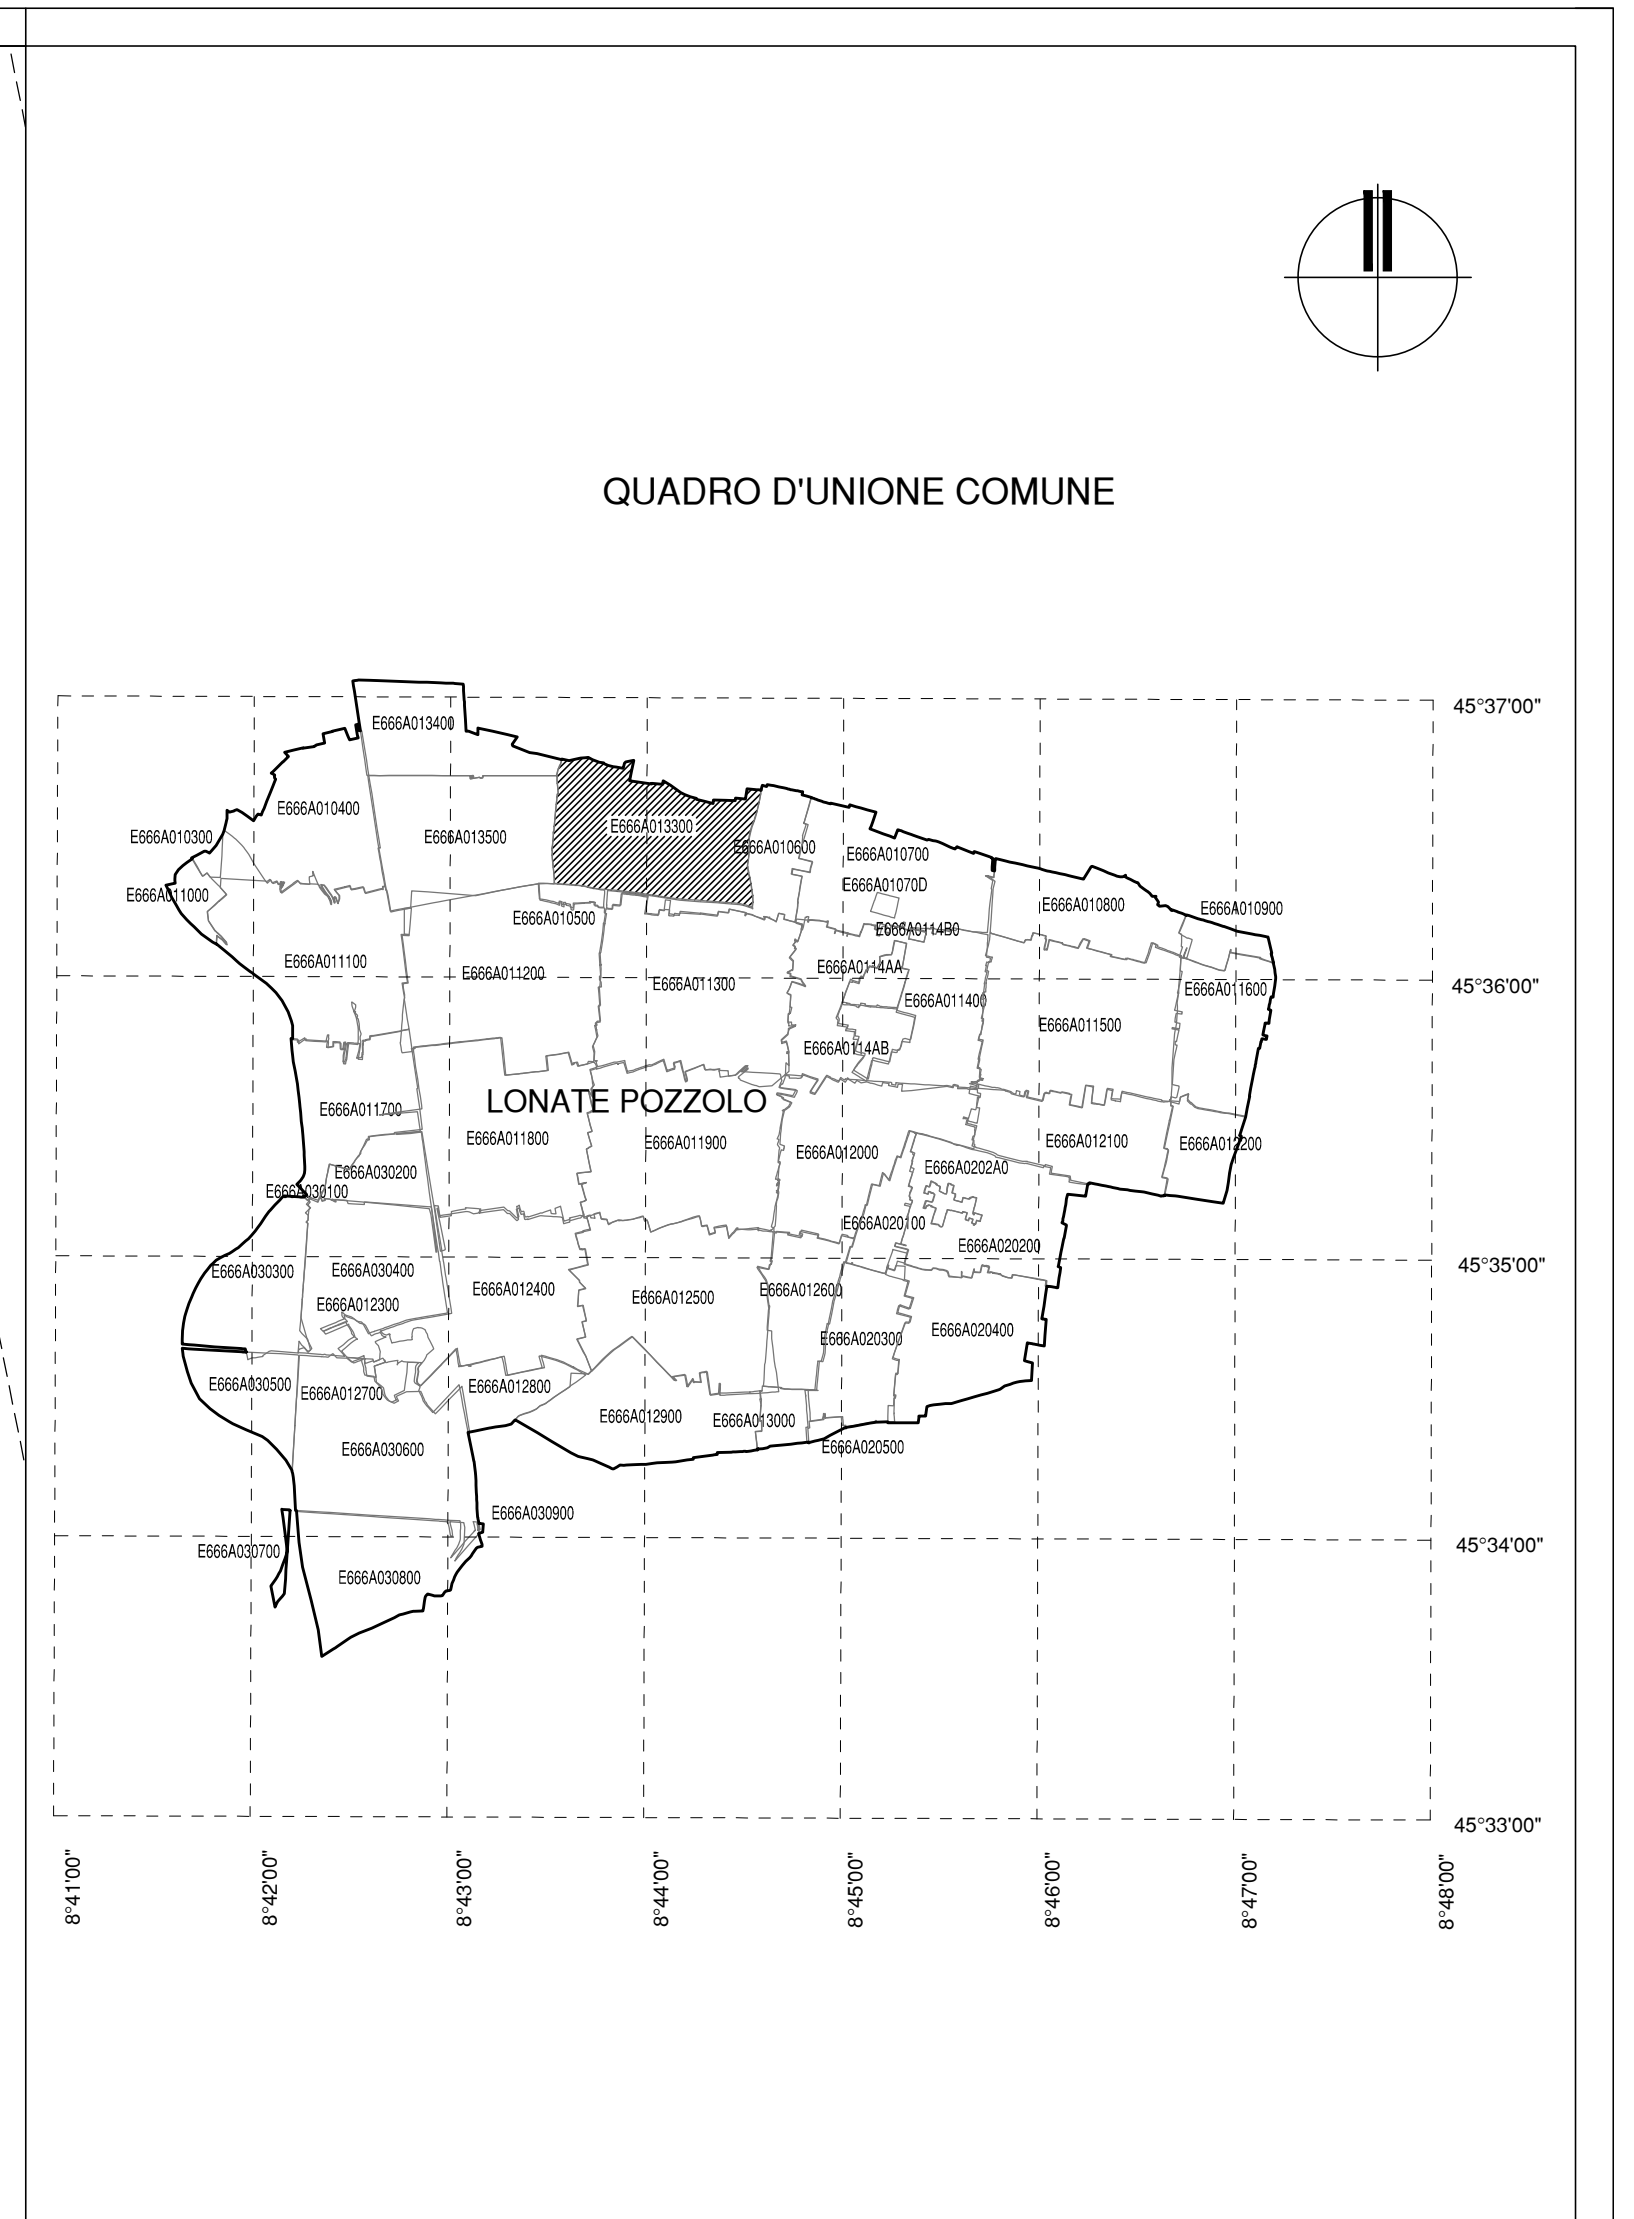 QUADRO D'UNIONE COMUNE
45°37'00"
E666A013400
E666A010400
E666A013300
E666A010300
E666A013500
E666A010600
E666A010700
E666A01070D
E666A011000
E666A010800
E666A010900
E666A010500
E666A0114B0
E666A011100
E666A0114AA
E666A011200
E666A011300
45°36'00"
E666A011600
E666A011400
E666A011500
E666A0114AB
LONATE POZZOLO
E666A011700
E666A011800
E666A011900
E666A012100
E666A012200
E666A012000
E666A0202A0
E666A030200
E666A030100
E666A020100
E666A020200
45°35'00"
E666A030300
E666A030400
E666A012400
E666A012600
E666A012500
E666A012300
E666A020400
E666A020300
E666A030500
E666A012700
E666A012800
E666A012900
E666A013000
E666A020500
E666A030600
E666A030900
45°34'00"
E666A030700
E666A030800
45°33'00"
8°41'00"
8°42'00"
8°43'00"
8°44'00"
8°45'00"
8°46'00"
8°47'00"
8°48'00"